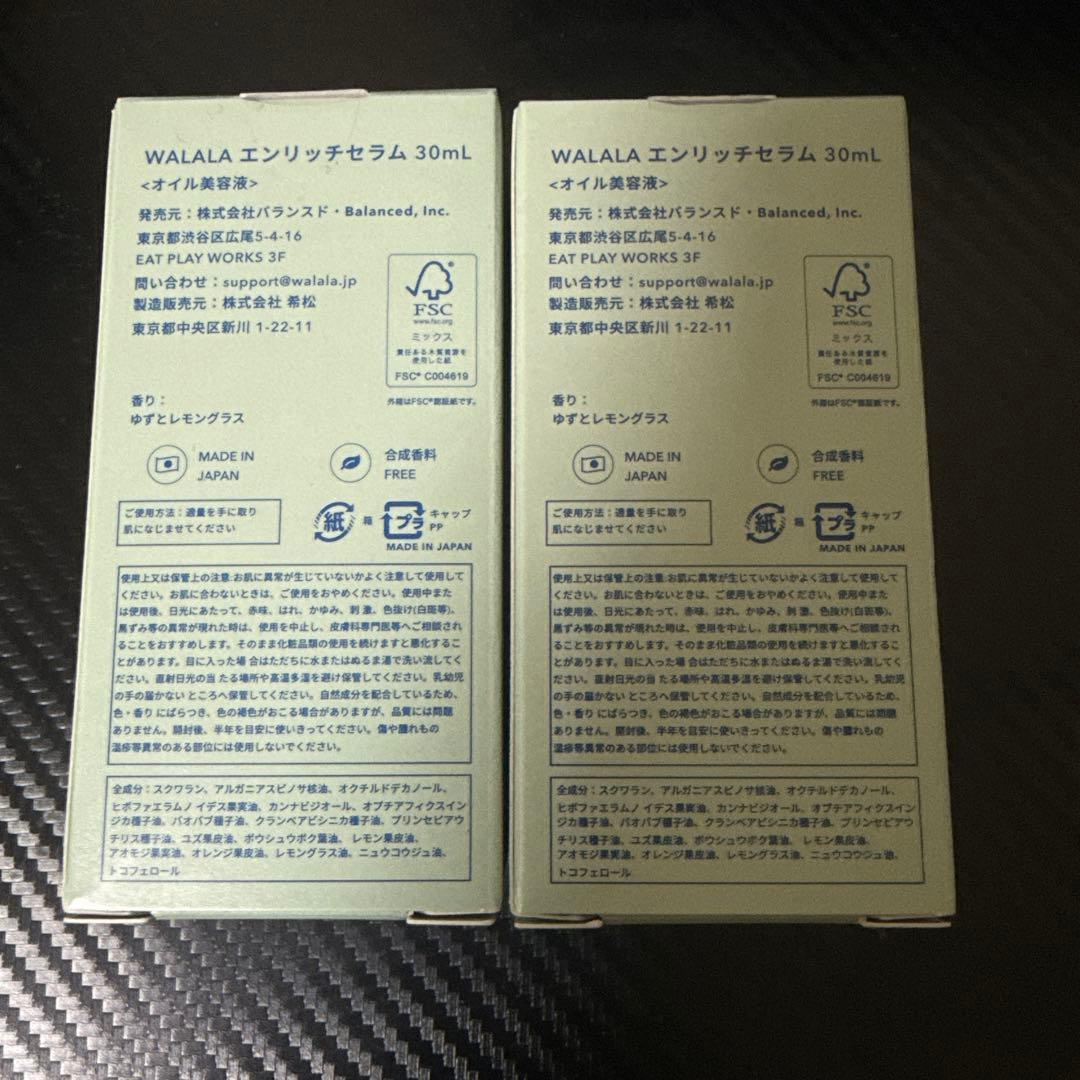 WALALA エンリッチセラム 30mL
<オイル美容液>
発売元：株式会社バランスド・Balanced, Inc.
東京都渋谷区広尾5-4-16
EAT PLAY WORKS 3F
問い合わせ：support@walala.jp
製造販売元：株式会社 希松
東京都中央区新川 1-22-11
FSC
www.fsc.org
ミックス
責任ある木質資源を
使用した紙
FSC® C004619
外箱はFSC®認証紙です。
香り：
ゆずとレモングラス
MADE IN
JAPAN
合成香料
FREE
ご使用方法：適量を手に取り
肌になじませてください
紙
箱
プラ
キャップ
PP
MADE IN JAPAN
使用上又は保管上の注意:お肌に異常が生じていないかよく注意して使用して
ください。お肌に合わないときは、ご使用をおやめください。使用中また
は使用後、日光にあたって、赤味、はれ、かゆみ、刺 激、色抜け(白斑等)、
黒ずみ等の異常が現れた時は、使用を中止し、皮膚科専門医等へご相談され
ることをおすすめします。そのまま化粧品類の使用を続けますと悪化するこ
とがあります。目に入った場 合はただちに水またはぬるま湯で洗い流してく
ださい。直射日光の当 たる場所や高温多湿を避け保管してください。乳幼児
の手の届かない ところへ保管してください。自然成分を配合しているため、
色・香り にばらつき、色の褪色がおこる場合がありますが、品質には問題
ありません。開封後、半年を目安に使いきってください。傷や腫れもの
湿疹等異常のある部位には使用しないでください。
全成分：スクワラン、アルガニアスピノサ核油、オクチルドデカノール、
ヒポファエラムノ イデス果実油、カンナビジオール、オプチアフィクスイン
ジカ種子油、バオバブ種子油、クランベアビシニカ種子油、プリンセピアウ
チリス種子油、ユズ果皮油、ボウシュウボク葉油、 レモン果皮油、
アオモジ果実油、オレンジ果皮油、レモングラス油、ニュウコウジュ油、
トコフェロール
WALALA エンリッチセラム 30mL
<オイル美容液>
発売元：株式会社バランスド・Balanced, Inc.
東京都渋谷区広尾5-4-16
EAT PLAY WORKS 3F
問い合わせ：support@walala.jp
製造販売元：株式会社 希松
東京都中央区新川 1-22-11
FSC
www.fsc.org
ミックス
責任ある木質資源を
使用した紙
FSC® C004619
外箱はFSC®認証紙です。
香り：
ゆずとレモングラス
MADE IN
JAPAN
合成香料
FREE
ご使用方法：適量を手に取り
肌になじませてください
紙
箱
プラ
キャップ
PP
MADE IN JAPAN
使用上又は保管上の注意:お肌に異常が生じていないかよく注意して使用して
ください。お肌に合わないときは、ご使用をおやめください。使用中また
は使用後、日光にあたって、赤味、はれ、かゆみ、刺 激、色抜け(白斑等)、
黒ずみ等の異常が現れた時は、使用を中止し、皮膚科専門医等へご相談され
ることをおすすめします。そのまま化粧品類の使用を続けますと悪化するこ
とがあります。目に入った場 合はただちに水またはぬるま湯で洗い流してく
ださい。直射日光の当 たる場所や高温多湿を避け保管してください。乳幼児
の手の届かない ところへ保管してください。自然成分を配合しているため、
色・香り にばらつき、色の褪色がおこる場合がありますが、品質には問題
ありません。開封後、半年を目安に使いきってください。傷や腫れもの
湿疹等異常のある部位には使用しないでください。
全成分：スクワラン、アルガニアスピノサ核油、オクチルドデカノール、
ヒポファエラムノ イデス果実油、カンナビジオール、オプチアフィクスイン
ジカ種子油、バオバブ種子油、クランベアビシニカ種子油、プリンセピアウ
チリス種子油、ユズ果皮油、ボウシュウボク葉油、 レモン果皮油、
アオモジ果実油、オレンジ果皮油、レモングラス油、ニュウコウジュ油、
トコフェロール